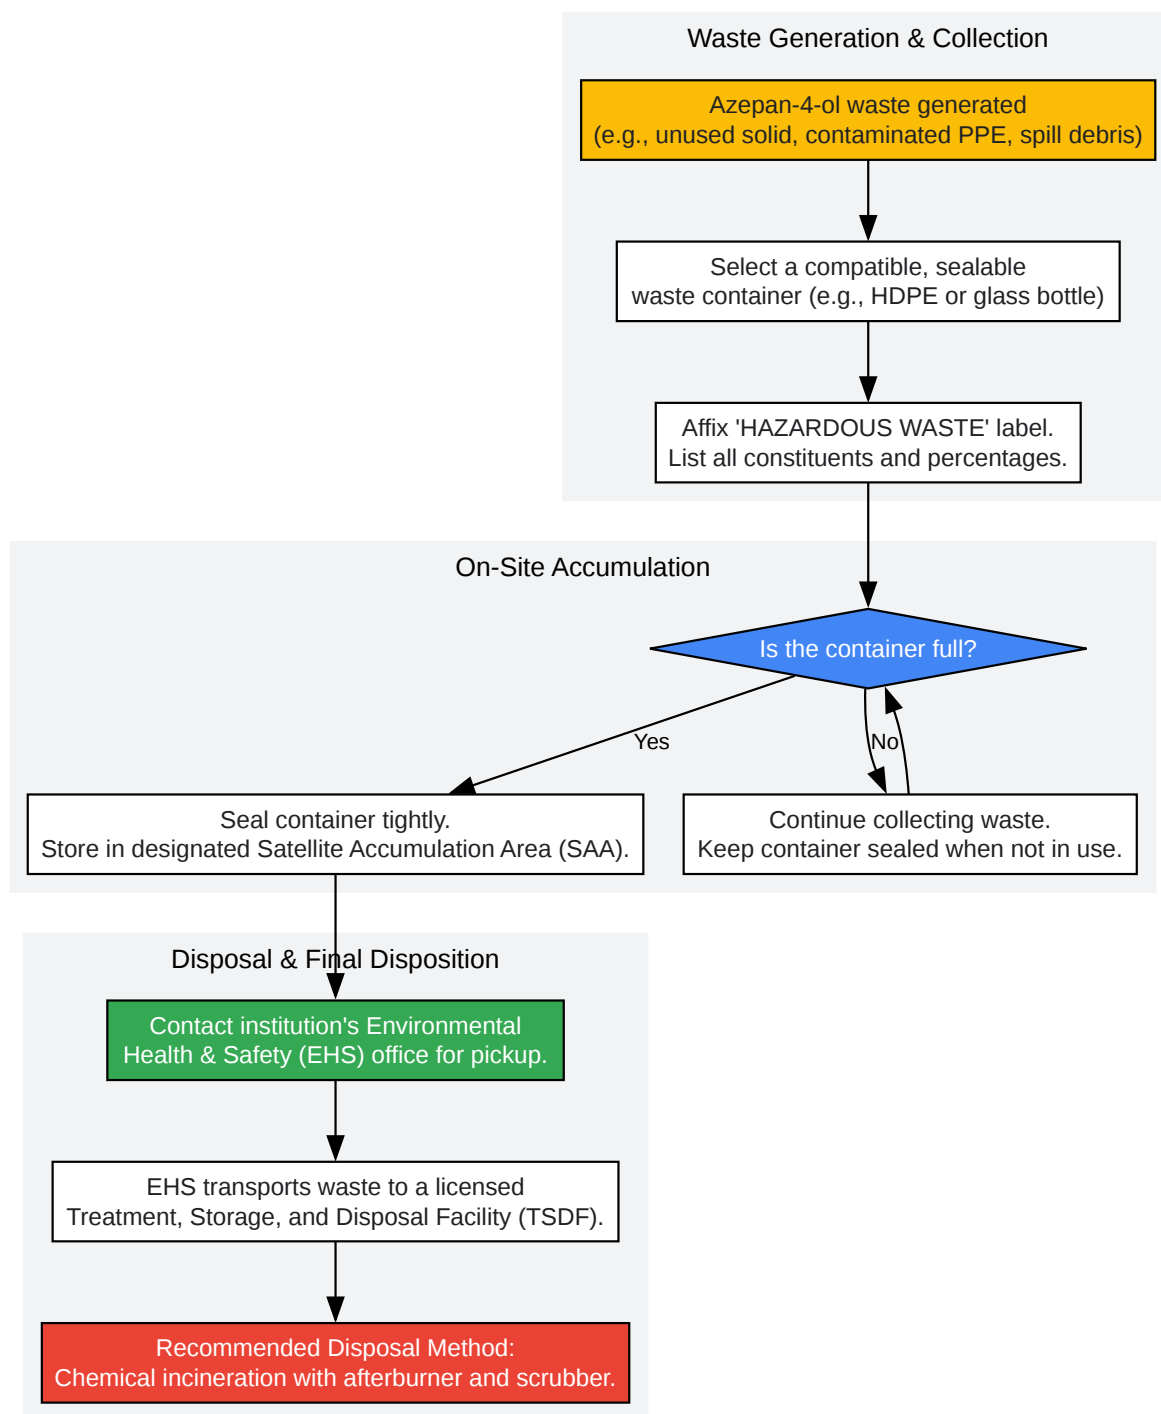 Waste Generation & Collection
Azepan-4-ol waste generated
(e.g., unused solid, contaminated PPE, spill debris)
Select a compatible, sealable
waste container (e.g., HDPE or glass bottle)
Affix 'HAZARDOUS WASTE' label.
List all constituents and percentages.
On-Site Accumulation
Is the container full?
Yes
No
Seal container tightly.
Store in designated Satellite Accumulation Area (SAA).
Continue collecting waste.
Keep container sealed when not in use.
Disposal & Final Disposition
Contact institution's Environmental
Health & Safety (EHS) office for pickup.
EHS transports waste to a licensed
Treatment, Storage, and Disposal Facility (TSDF).
Recommended Disposal Method:
Chemical incineration with afterburner and scrubber.